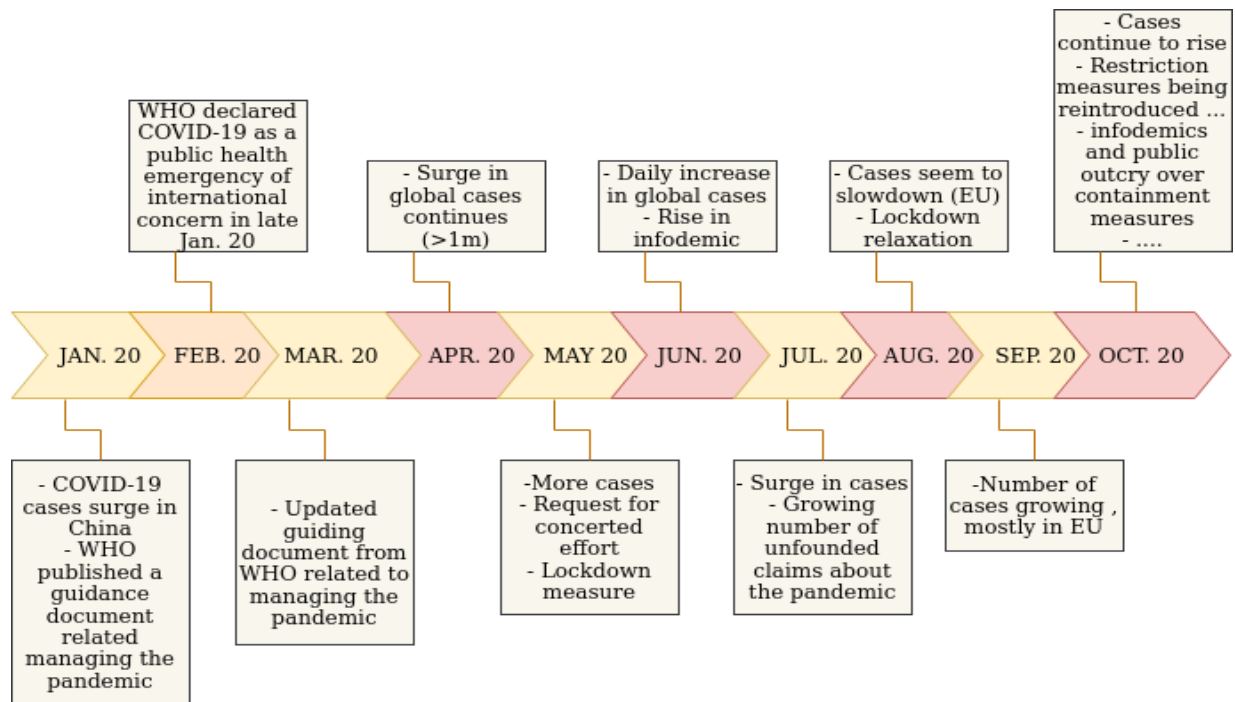 - Cases
continue to rise
- Restriction
measures being
reintroduced ...
- infodemics
and public
outcry over
containment
measures
- ....
WHO declared
COVID-19 as a
public health
emergency of
international
concern in late
Jan. 20
- Surge in
global cases
continues
(>1m)
- Daily increase
in global cases
- Rise in
infodemic
- Cases seem to
slowdown (EU)
- Lockdown
relaxation
JAN. 20
FEB. 20
MAR. 20
APR. 20
MAY 20
JUN. 20
JUL. 20
AUG. 20
SEP. 20
OCT. 20
- COVID-19
cases surge in
China
- WHO
published a
guidance
document
related
managing the
pandemic
- Updated
guiding
document from
WHO related to
managing the
pandemic
-More cases
- Request for
concerted
effort
- Lockdown
measure
- Surge in cases
- Growing
number of
unfounded
claims about
the pandemic
-Number of
cases growing ,
mostly in EU